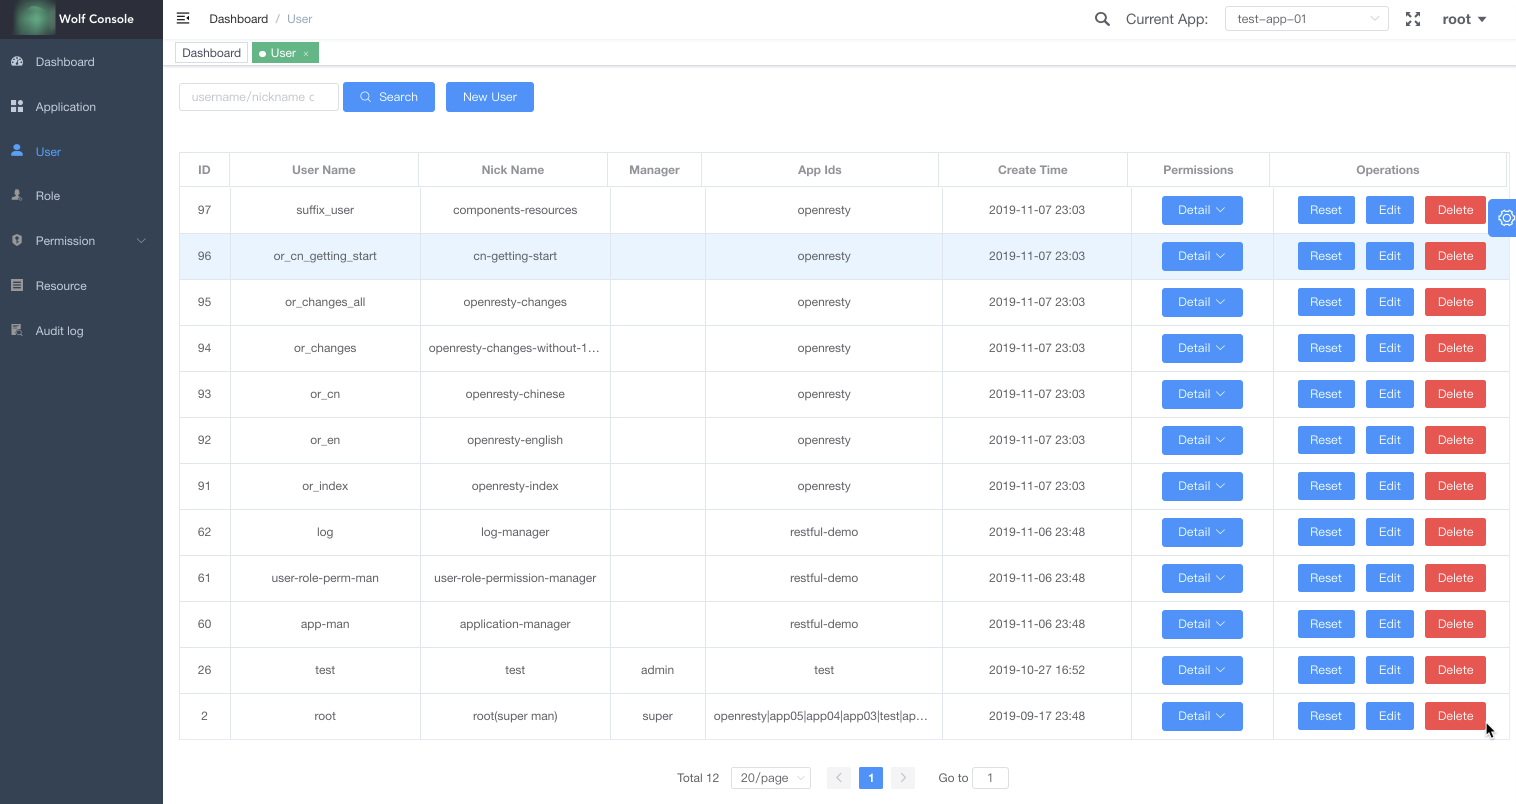 Wolf Console
Dashboard / User
Current App:
test-app-01
root
Dashboard
User ×
Dashboard
Application
User
Role
Permission
Resource
Audit log
username/nickname c
Search
New User
ID User Name Nick Name Manager App Ids Create Time Permissions Operations
97 suffix_user components-resources openresty 2019-11-07 23:03 Detail Reset Edit Delete
96 or_cn_getting_start cn-getting-start openresty 2019-11-07 23:03 Detail Reset Edit Delete
95 or_changes_all openresty-changes openresty 2019-11-07 23:03 Detail Reset Edit Delete
94 or_changes openresty-changes-without-1... openresty 2019-11-07 23:03 Detail Reset Edit Delete
93 or_cn openresty-chinese openresty 2019-11-07 23:03 Detail Reset Edit Delete
92 or_en openresty-english openresty 2019-11-07 23:03 Detail Reset Edit Delete
91 or_index openresty-index openresty 2019-11-07 23:03 Detail Reset Edit Delete
62 log log-manager restful-demo 2019-11-06 23:48 Detail Reset Edit Delete
61 user-role-perm-man user-role-permission-manager restful-demo 2019-11-06 23:48 Detail Reset Edit Delete
60 app-man application-manager restful-demo 2019-11-06 23:48 Detail Reset Edit Delete
26 test test admin test 2019-10-27 16:52 Detail Reset Edit Delete
2 root root(super man) super openresty|app05|app04|app03|test|ap... 2019-09-17 23:48 Detail Reset Edit Delete
Total 12 20/page 1 Go to 1